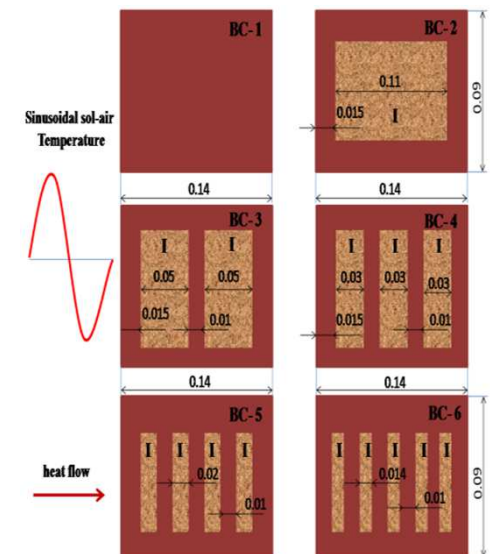 BC-1
BC-2
0.11
0.015
I
0.09
Sinusoidal sol-air
Temperature
0.14
0.14
BC-3
BC-4
I I
I I I
0.05 0.05
0.03 0.03 0.03
0.015 0.01
0.015 0.01
0.14
0.14
BC-5
BC-6
I I I I
I I I I I
0.02
0.014
0.01
0.01
heat flow
0.09